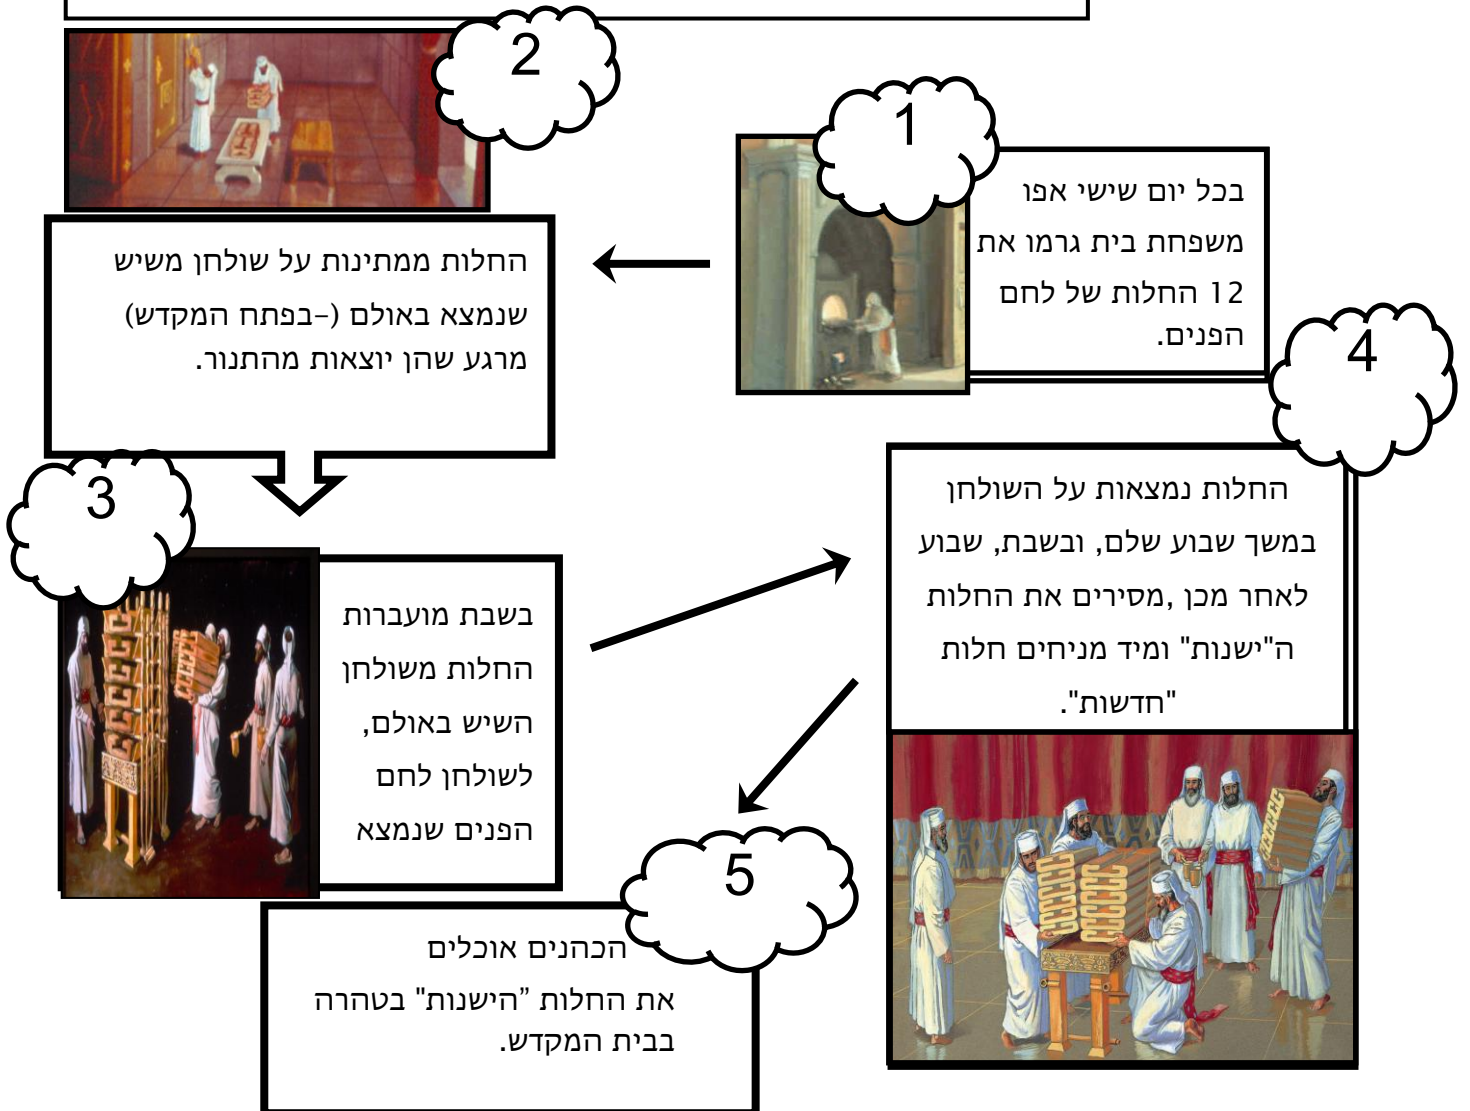 1
בכל יום שישי אפו
משפחת בית גרמו את
12 החלות של לחם
הפנים.
2
החלות ממתינות על שולחן משיש
שנמצא באולם (–בפתח המקדש)
מרגע שהן יוצאות מהתנור.
3
בשבת מועברות
החלות משולחן
השיש באולם,
לשולחן לחם
הפנים שנמצא
4
החלות נמצאות על השולחן
במשך שבוע שלם, ובשבת, שבוע
לאחר מכן ,מסירים את החלות
ה"ישנות" ומיד מניחים חלות
"חדשות".
5
הכהנים אוכלים
את החלות ”הישנות" בטהרה
בבית המקדש.